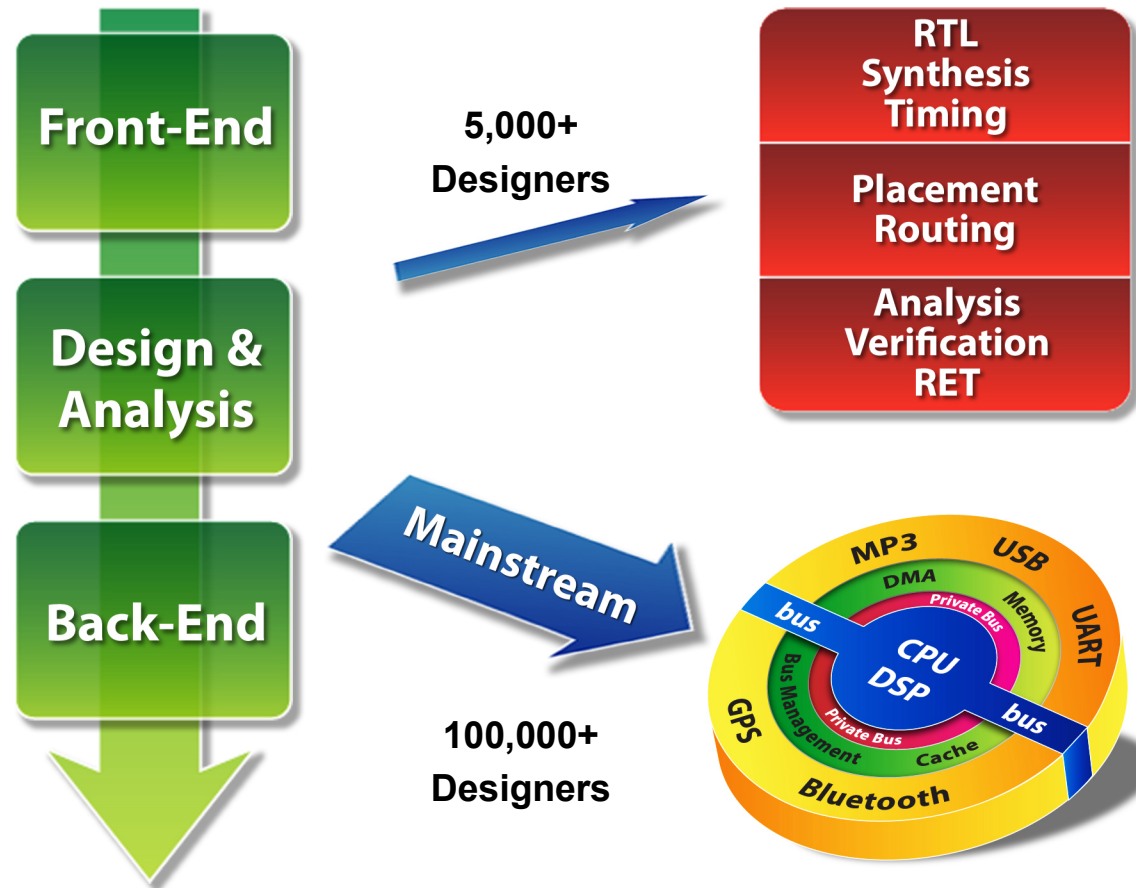 Front-End
Design &
Analysis
Back-End
5,000+
Designers
Mainstream
100,000+
Designers
RTL
Synthesis
Timing
Placement
Routing
Analysis
Verification
RET
MP3
USB
UART
DMA
Memory
Private Bus
bus
CPU
DSP
bus
Bus Management
Private Bus
Cache
GPS
Bluetooth